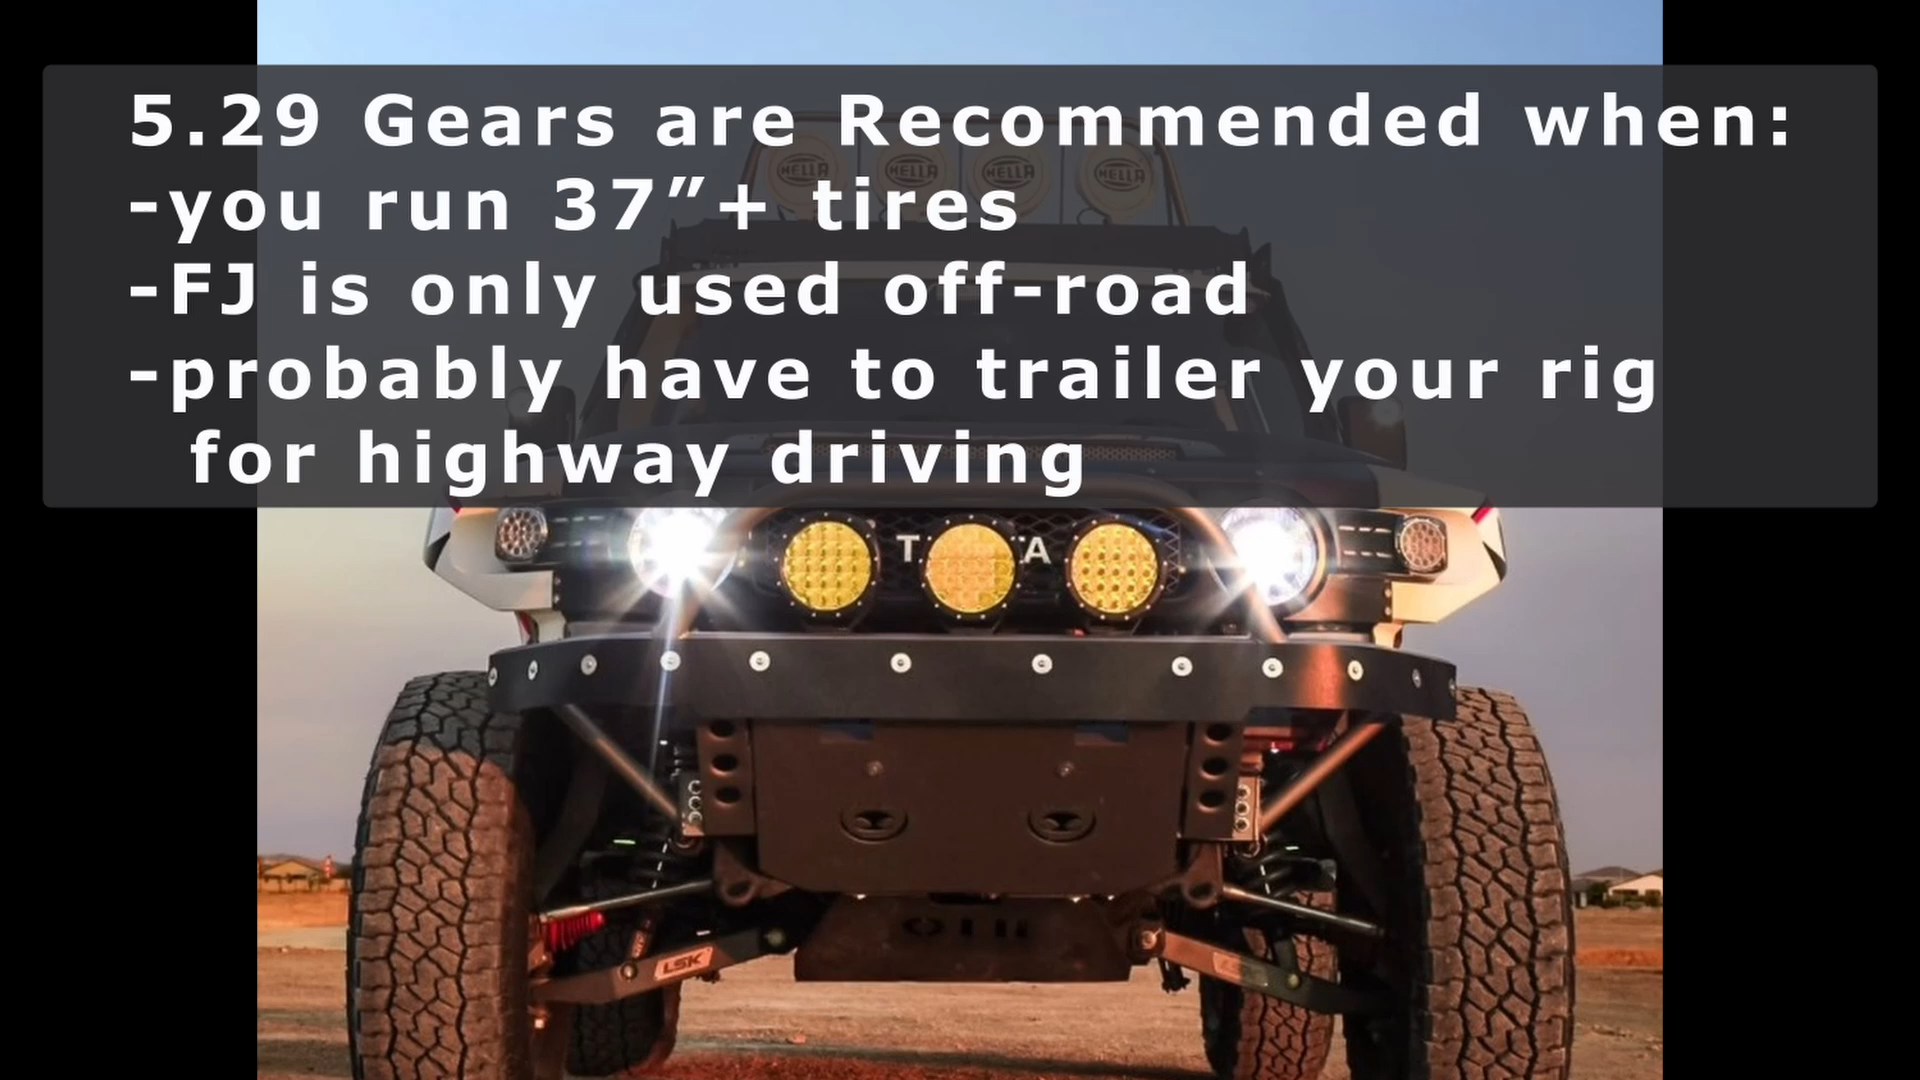 5.29 Gears are Recommended when:
-you run 37”+ tires
-FJ is only used off-road
-probably have to trailer your rig
for highway driving
HELLA HELLA HELLA HELLA
T A
LSK